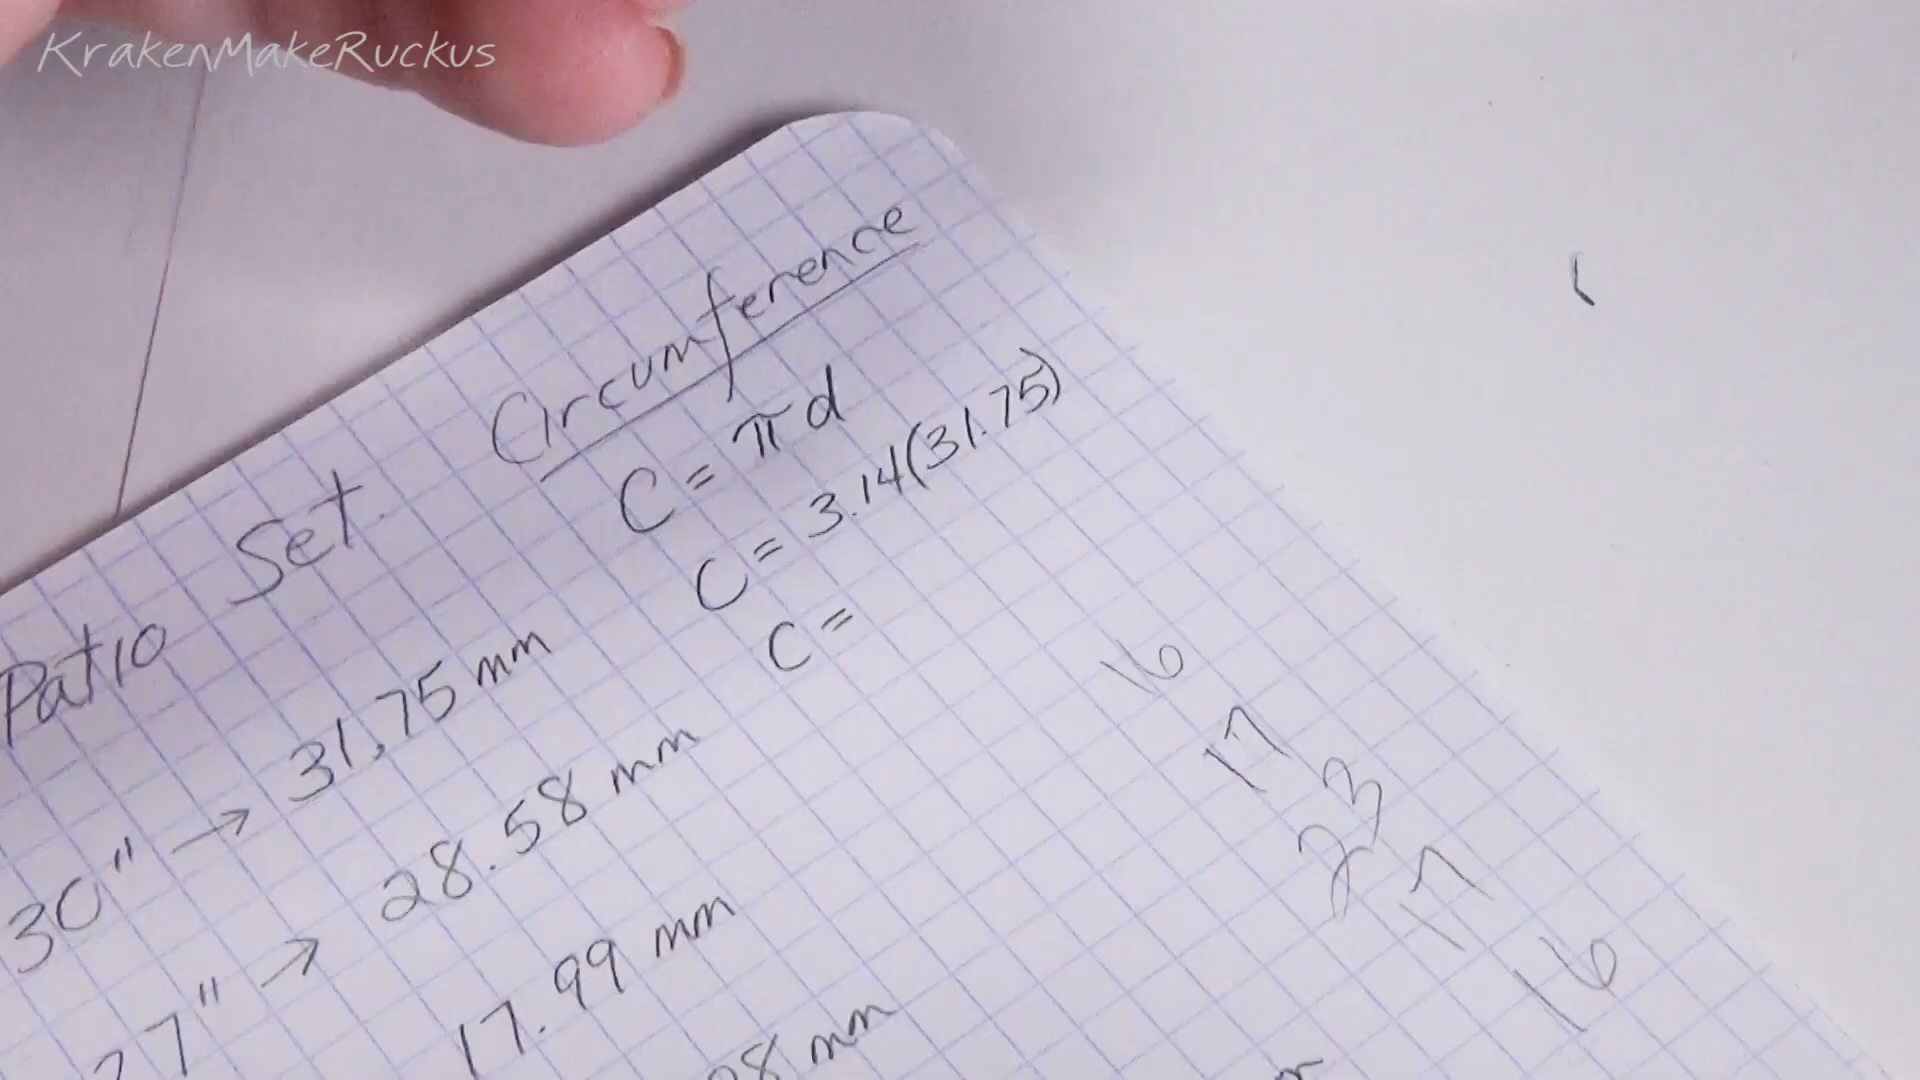 KrakenMakeRuckus
Patio Set
30" → 31.75 mm
27" → 28.58 mm
17.99 mm
98 mm
Circumference
C = πd
C = 3.14(31.75)
C =
16
17
23
17
16